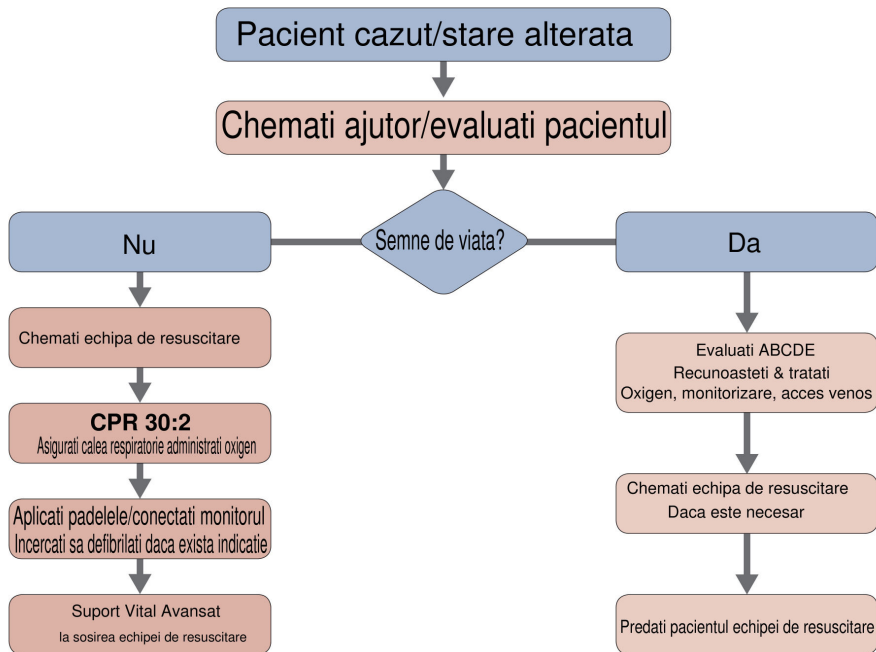 Pacient cazut/stare alterata
Chemati ajutor/evaluati pacientul
Semne de viata?
Nu
Da
Chemati echipa de resuscitare
CPR 30:2
Asigurati calea respiratorie administrati oxigen
Aplicati padelele/conectati monitorul
Incercati sa defibrilati daca exista indicatie
Suport Vital Avansat
la sosirea echipei de resuscitare
Evaluati ABCDE
Recunoasteti & tratati
Oxigen, monitorizare, acces venos
Chemati echipa de resuscitare
Daca este necesar
Predati pacientul echipei de resuscitare